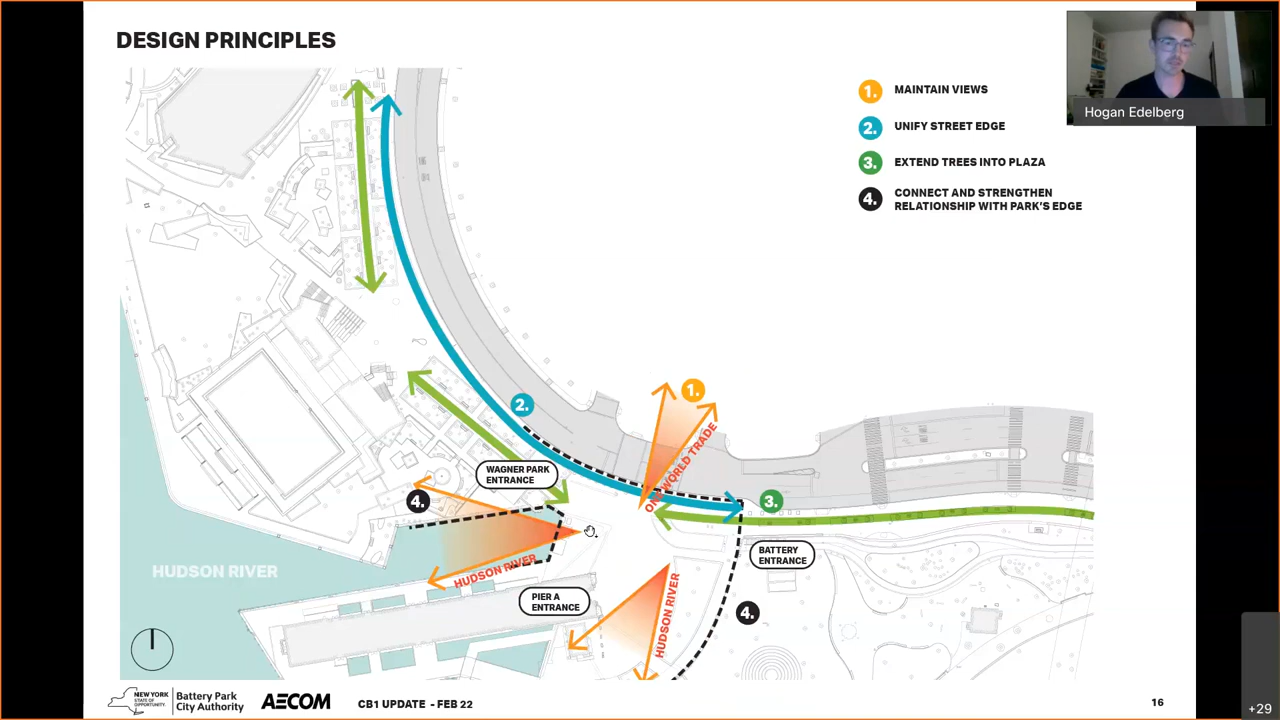 DESIGN PRINCIPLES
1. MAINTAIN VIEWS
2. UNIFY STREET EDGE
3. EXTEND TREES INTO PLAZA
4. CONNECT AND STRENGTHEN
RELATIONSHIP WITH PARK'S EDGE
Hogan Edelberg
1.
2.
ONE WORLD TRADE
WAGNER PARK
ENTRANCE
4.
3.
BATTERY
ENTRANCE
HUDSON RIVER
HUDSON RIVER
PIER A
ENTRANCE
HUDSON RIVER
4.
NEW YORK
STATE OF
OPPORTUNITY.
Battery Park
City Authority
AECOM
CB1 UPDATE - FEB 22
16
+29